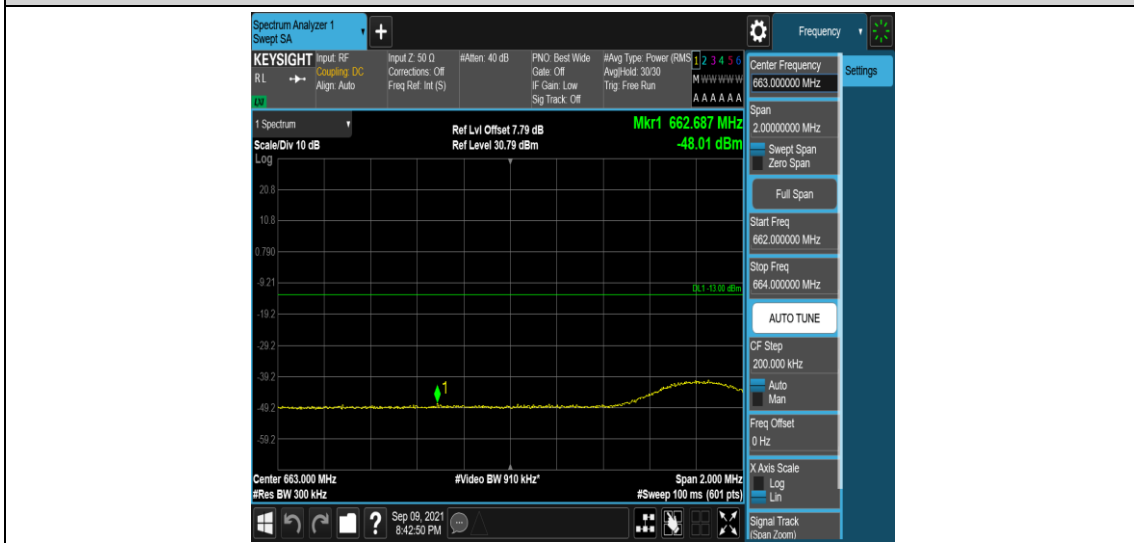 Spectrum Analyzer 1
Swept SA
+
Frequency
KEYSIGHT
RL
LXI
Input: RF
Coupling: DC
Align: Auto
Input Z: 50 Ω
Corrections: Off
Freq Ref: Int (S)
#Atten: 40 dB
PNO: Best Wide
Gate: Off
IF Gain: Low
Sig Track: Off
#Avg Type: Power (RMS
Avg|Hold: 30/30
Trig: Free Run
1 2 3 4 5 6
M W W W W W
A A A A A A
Center Frequency
663.000000 MHz
Settings
Span
2.00000000 MHz
Swept Span
Zero Span
Full Span
Start Freq
662.000000 MHz
Stop Freq
664.000000 MHz
AUTO TUNE
CF Step
200.000 kHz
Auto
Man
Freq Offset
0 Hz
X Axis Scale
Log
Lin
Signal Track
(Span Zoom)
1 Spectrum
Scale/Div 10 dB
Log
Ref Lvl Offset 7.79 dB
Ref Level 30.79 dBm
Mkr1 662.687 MHz
-48.01 dBm
20.8
10.8
0.790
-9.21
DL1 -13.00 dBm
-19.2
-29.2
-39.2
1
-49.2
-59.2
Center 663.000 MHz
#Res BW 300 kHz
#Video BW 910 kHz*
Span 2.000 MHz
#Sweep 100 ms (601 pts)
?
Sep 09, 2021
8:42:50 PM